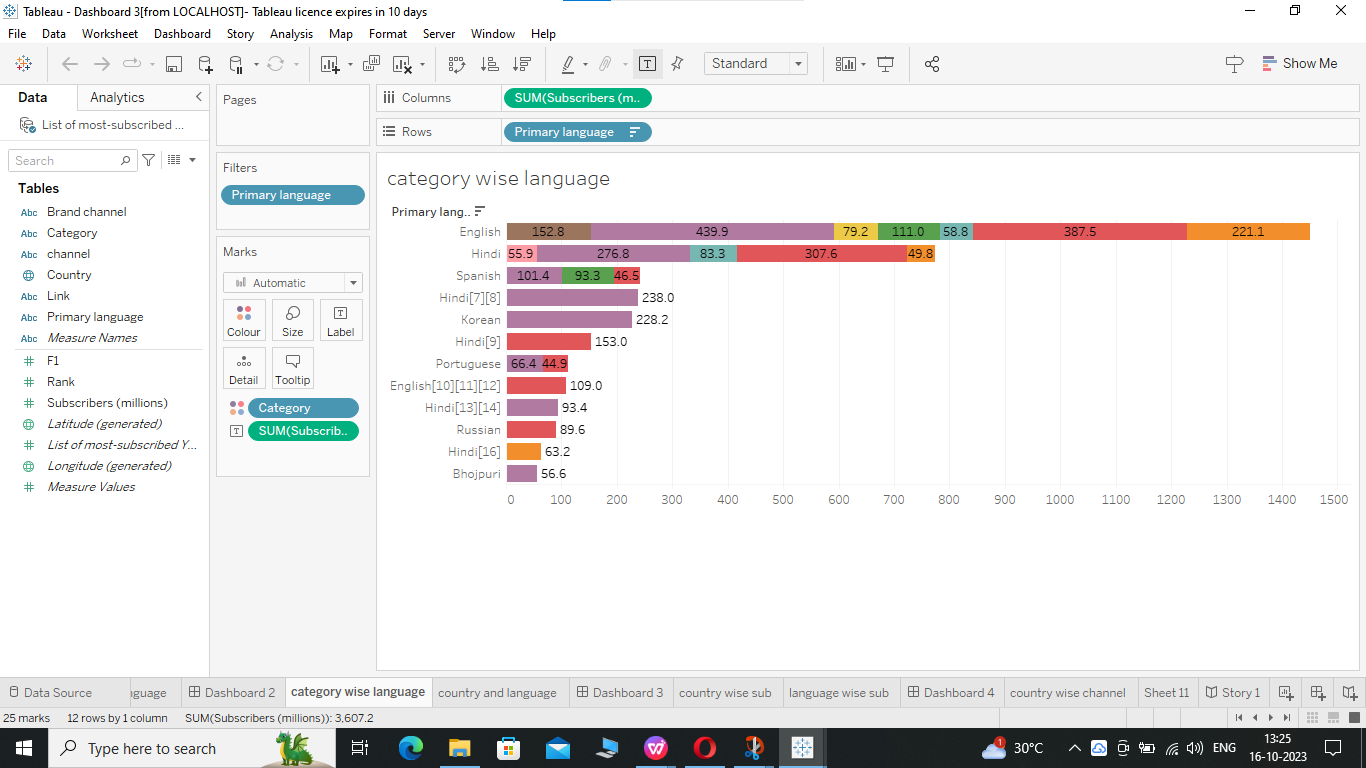 Tableau - Dashboard 3[from LOCALHOST]- Tableau licence expires in 10 days
File Data Worksheet Dashboard Story Analysis Map Format Server Window Help
Standard
Show Me
Data Analytics
List of most-subscribed ...
Search
Tables
Abc Brand channel
Abc Category
Abc channel
Country
Abc Link
Abc Primary language
Abc Measure Names
F1
Rank
Subscribers (millions)
Latitude (generated)
List of most-subscribed Y...
Longitude (generated)
Measure Values
Pages
Filters
Primary language
Marks
Automatic
Colour Size Label
Detail Tooltip
Category
SUM(Subscrib..
Columns SUM(Subscribers (m..
Rows Primary language
category wise language
Primary lang..
English 152.8 439.9 79.2 111.0 58.8 387.5 221.1
Hindi 55.9 276.8 83.3 307.6 49.8
Spanish 101.4 93.3 46.5
Hindi[7][8] 238.0
Korean 228.2
Hindi[9] 153.0
Portuguese 66.4 44.9
English[10][11][12] 109.0
Hindi[13][14] 93.4
Russian 89.6
Hindi[16] 63.2
Bhojpuri 56.6
0 100 200 300 400 500 600 700 800 900 1000 1100 1200 1300 1400 1500
Data Source nguage Dashboard 2 category wise language country and language Dashboard 3 country wise sub language wise sub Dashboard 4 country wise channel Sheet 11 Story 1
25 marks 12 rows by 1 column SUM(Subscribers (millions)): 3,607.2
Type here to search
1
30°C
ENG
13:25
16-10-2023